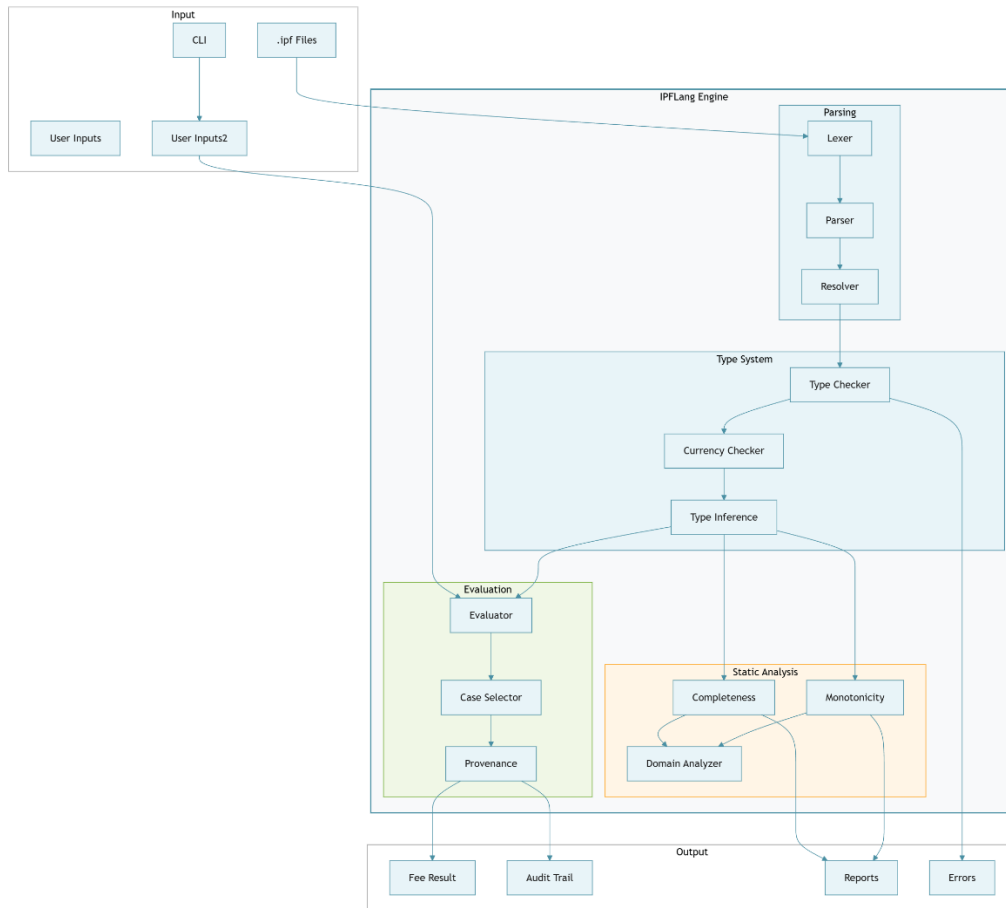 Input
CLI
.ipf Files
User Inputs
User Inputs2
IPFLang Engine
Parsing
Lexer
Parser
Resolver
Type System
Type Checker
Currency Checker
Type Inference
Evaluation
Evaluator
Case Selector
Provenance
Static Analysis
Completeness
Monotonicity
Domain Analyzer
Output
Fee Result
Audit Trail
Reports
Errors